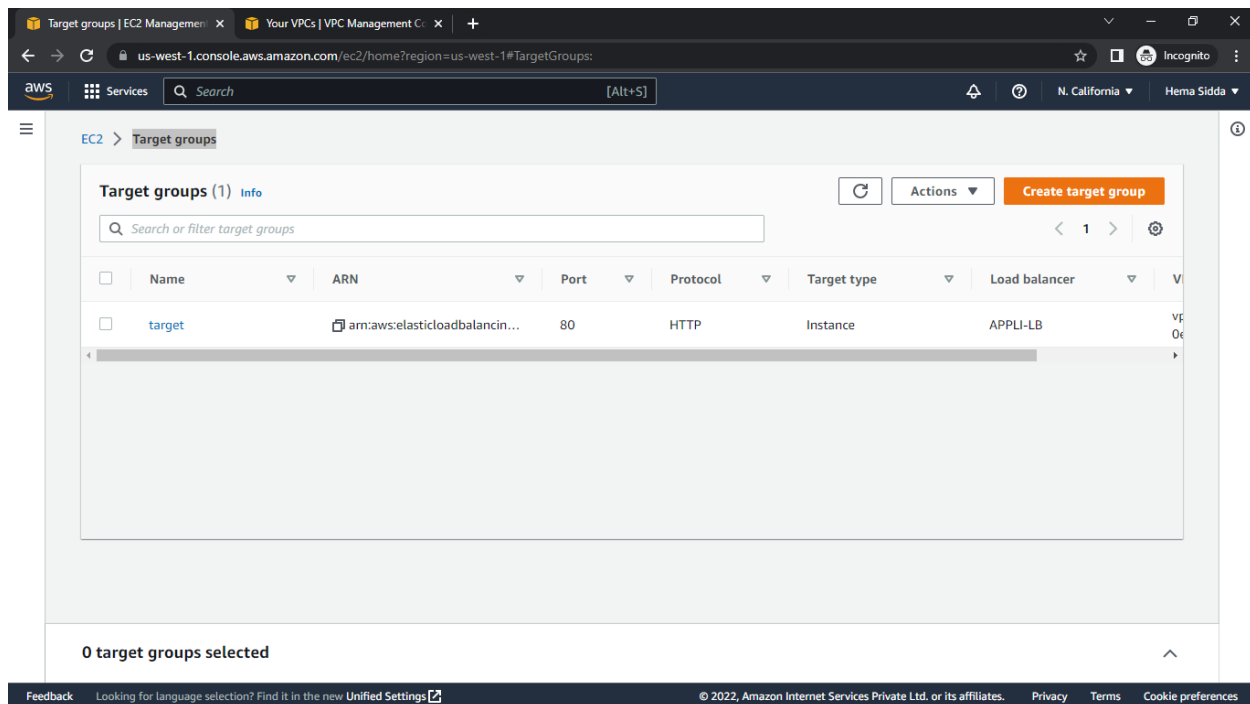 Target groups | EC2 Management
Your VPCs | VPC Management Co
us-west-1.console.aws.amazon.com/ec2/home?region=us-west-1#TargetGroups:
Incognito
aws
Services
Search
[Alt+S]
N. California
Hema Sidda
EC2 > Target groups
Target groups (1) Info
Actions
Create target group
Search or filter target groups
1
Name ARN Port Protocol Target type Load balancer
target arn:aws:elasticloadbalancin... 80 HTTP Instance APPLI-LB
0 target groups selected
Feedback Looking for language selection? Find it in the new Unified Settings © 2022, Amazon Internet Services Private Ltd. or its affiliates. Privacy Terms Cookie preferences